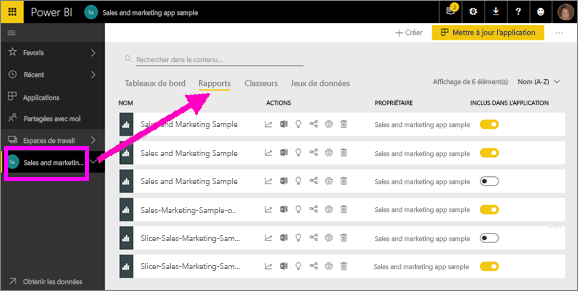 Power BI Sa Sales and marketing app sample 2
+ Créer Mettre à jour l'application ...
Favoris
Récent
Applications
Partagées avec moi
Espaces de travail
Sa Sales and marketin...
Obtenir les données
Rechercher dans le contenu...
Tableaux de bord Rapports Classeurs Jeux de données Affichage de 6 élément(s) Nom (A-Z)
NOM ACTIONS PROPRIÉTAIRE INCLUS DANS L'APPLICATION
Sales and Marketing Sample Sales and marketing app sample
Sales and Marketing Sample Sales and marketing app sample
Sales and Marketing Sample Sales and marketing app sample
Sales-Marketing-Sample-o... Sales and marketing app sample
Slicer-Sales-Marketing-Sam... Sales and marketing app sample
Slicer-Sales-Marketing-Sam... Sales and marketing app sample